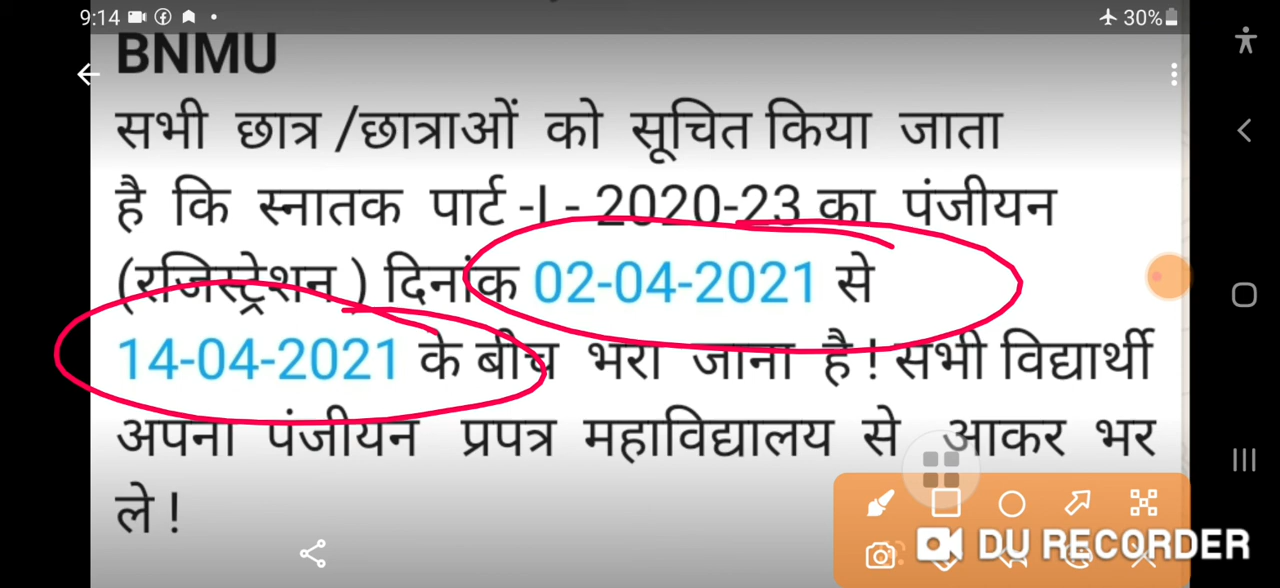 9:14
30%
BNMU
सभी छात्र /छात्राओं को सूचित किया जाता
है कि स्नातक पार्ट -I - 2020-23 का पंजीयन
(रजिस्ट्रेशन ) दिनांक 02-04-2021 से
14-04-2021 के बीच भरा जाना है ! सभी विद्यार्थी
अपना पंजीयन प्रपत्र महाविद्यालय से आकर भर
ले !
DU RECORDER